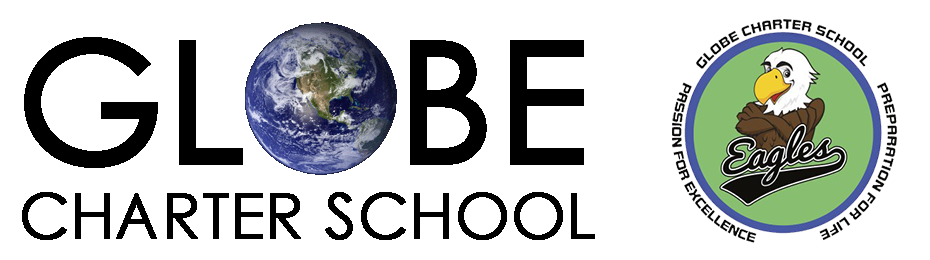 GLOBE
CHARTER SCHOOL
GLOBE CHARTER SCHOOL
PASSION FOR EXCELLENCE
PREPARATION FOR LIFE
Eagles